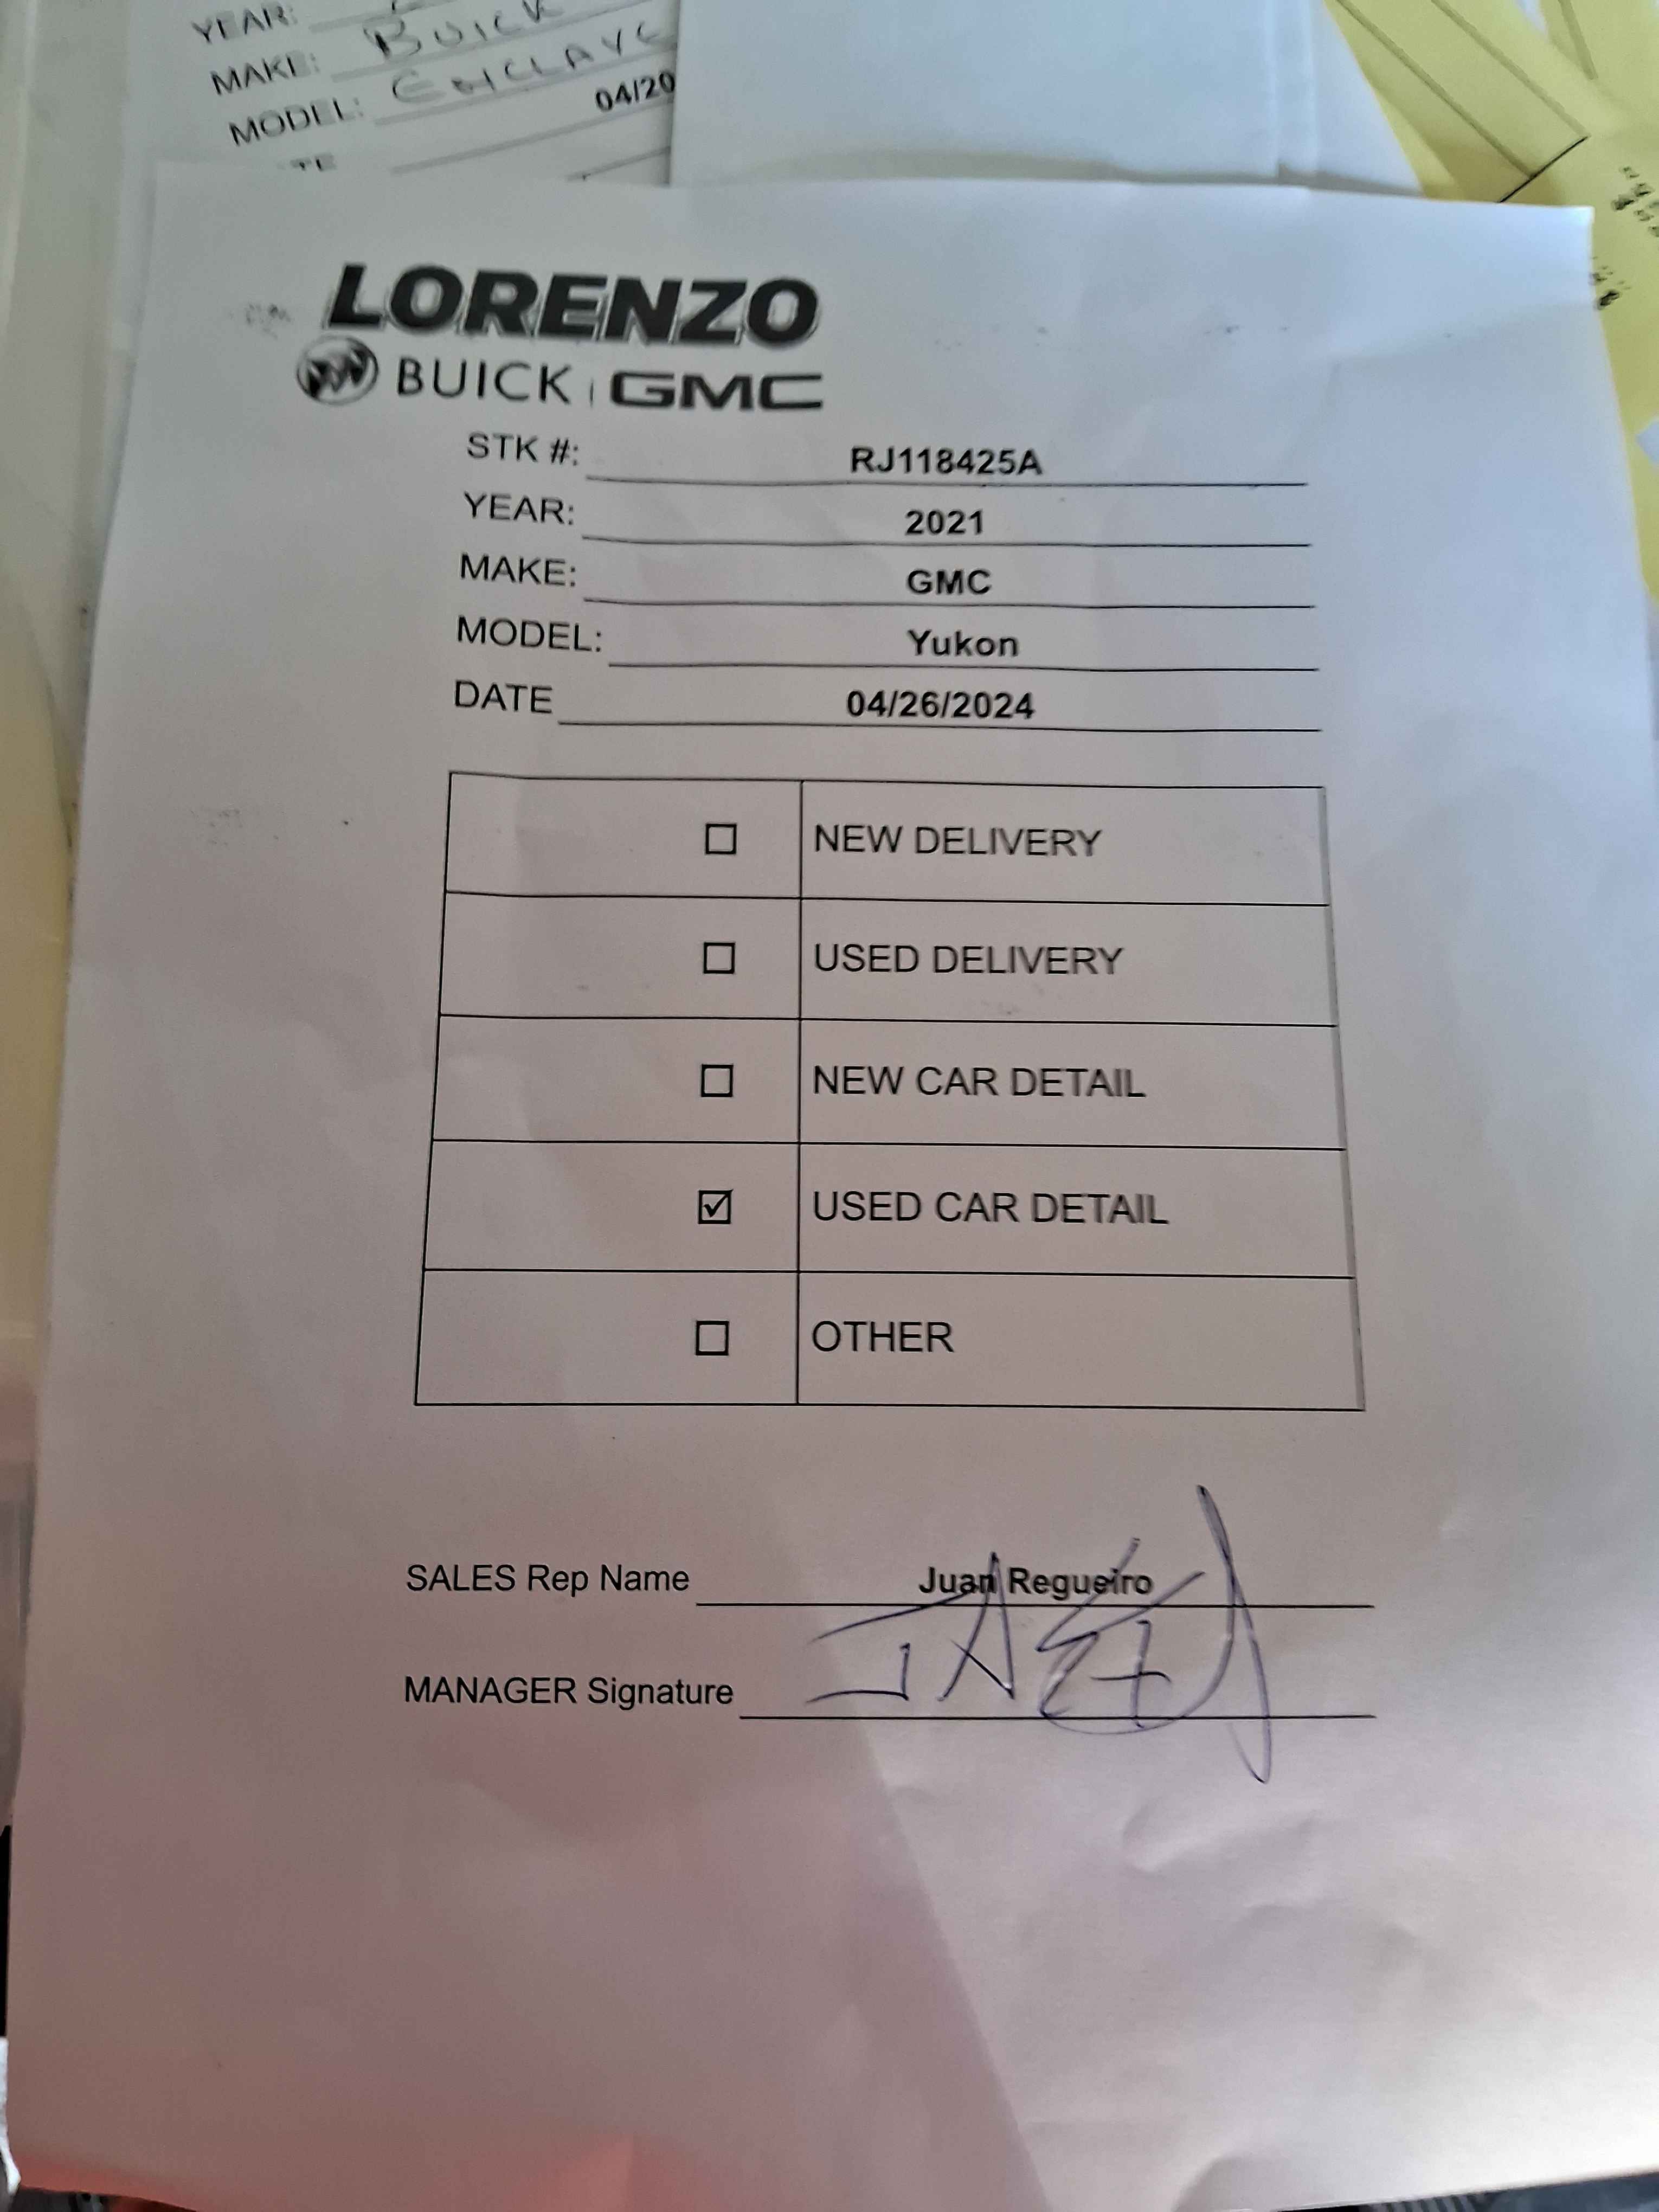 YEAR:
MAKE: BUICK
MODEL: ENCLAVE
04/20
LORENZO
BUICK | GMC
STK #: RJ118425A
YEAR: 2021
MAKE: GMC
MODEL: Yukon
DATE 04/26/2024
☐ NEW DELIVERY
☐ USED DELIVERY
☐ NEW CAR DETAIL
☑ USED CAR DETAIL
☐ OTHER
SALES Rep Name Juan Regueiro
MANAGER Signature